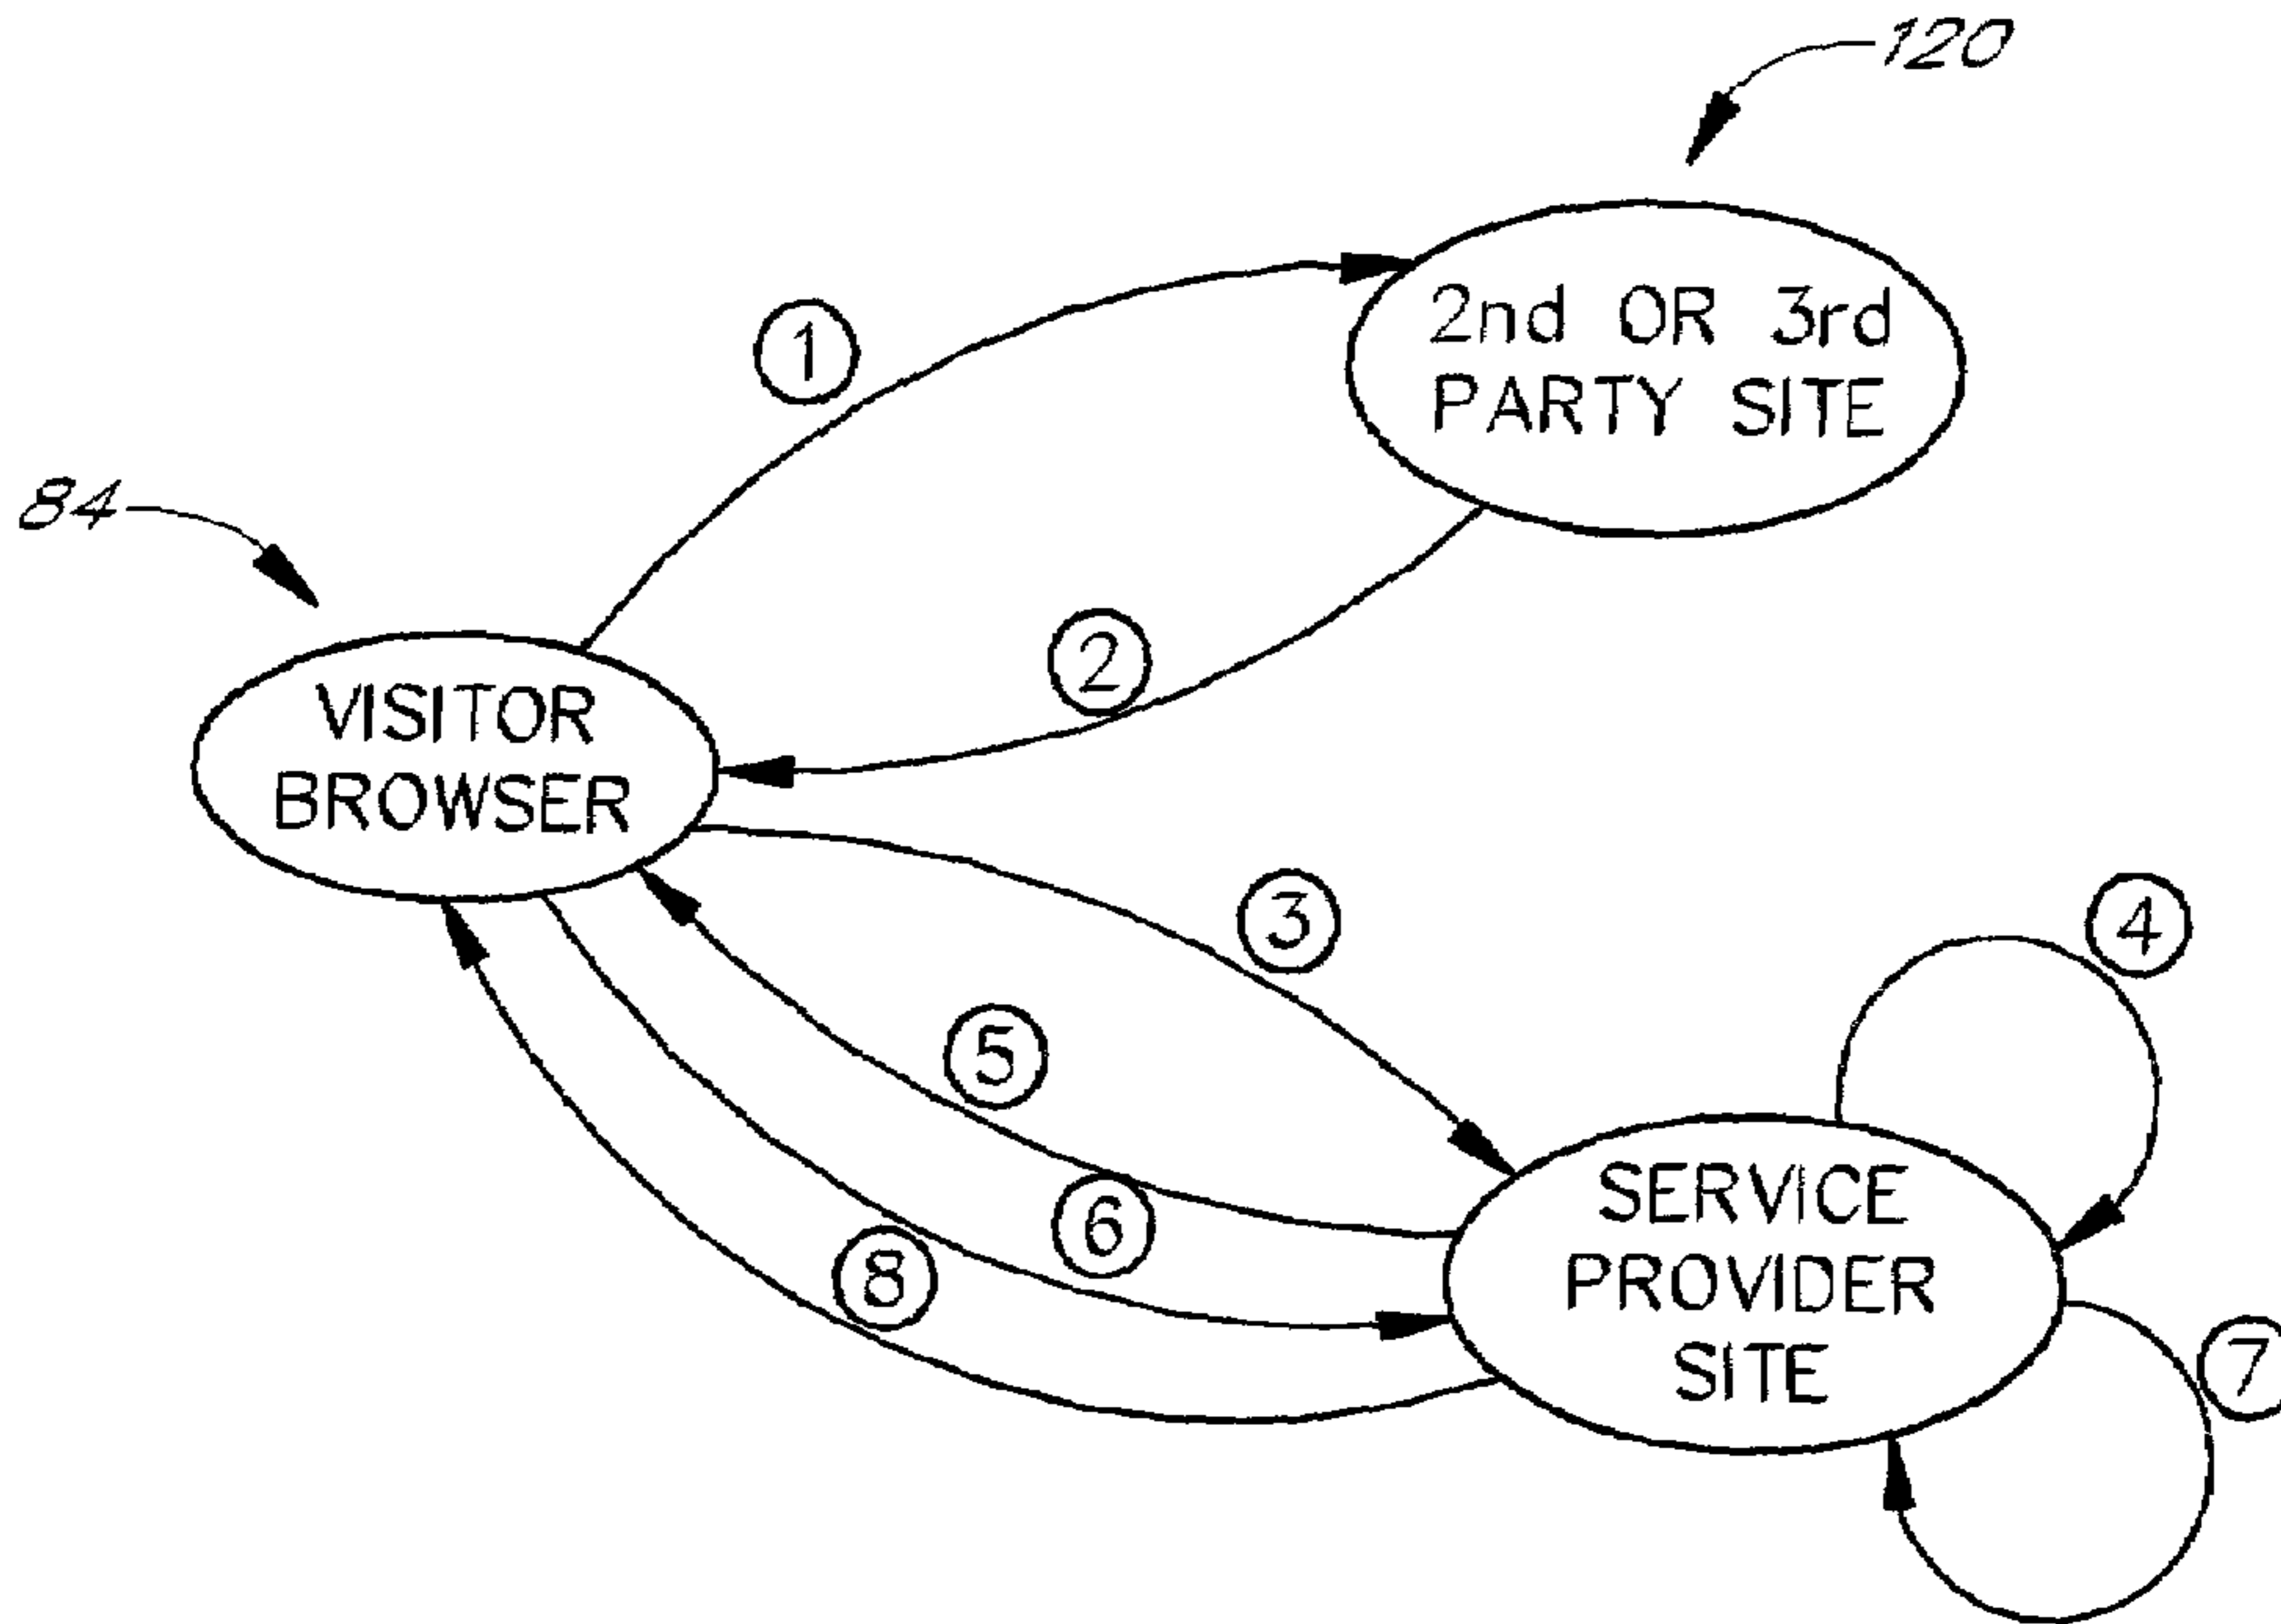 120
1
2nd OR 3rd
PARTY SITE
84
2
VISITOR
BROWSER
3
4
5
6
SERVICE
PROVIDER
SITE
8
7